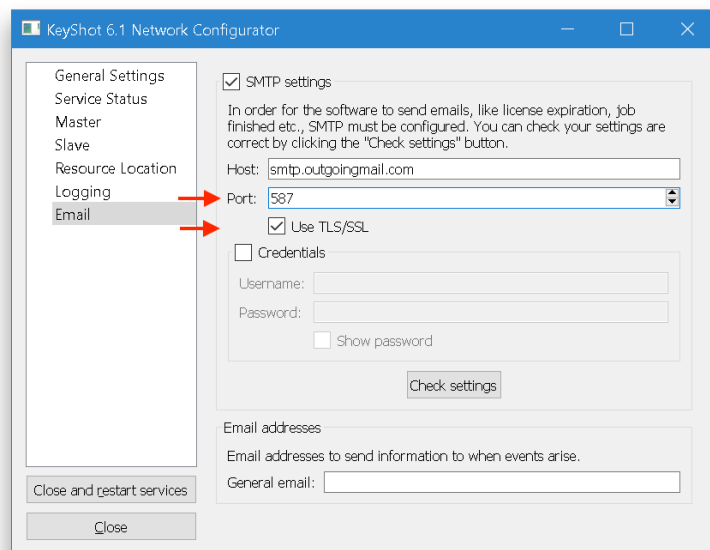 KeyShot 6.1 Network Configurator
General Settings
Service Status
Master
Slave
Resource Location
Logging
Email
SMTP settings
In order for the software to send emails, like license expiration, job
finished etc., SMTP must be configured. You can check your settings are
correct by clicking the "Check settings" button.
Host: smtp.outgoingmail.com
Port: 587
Use TLS/SSL
Credentials
Username:
Password:
Show password
Check settings
Email addresses
Email addresses to send information to when events arise.
General email:
Close and restart services
Close